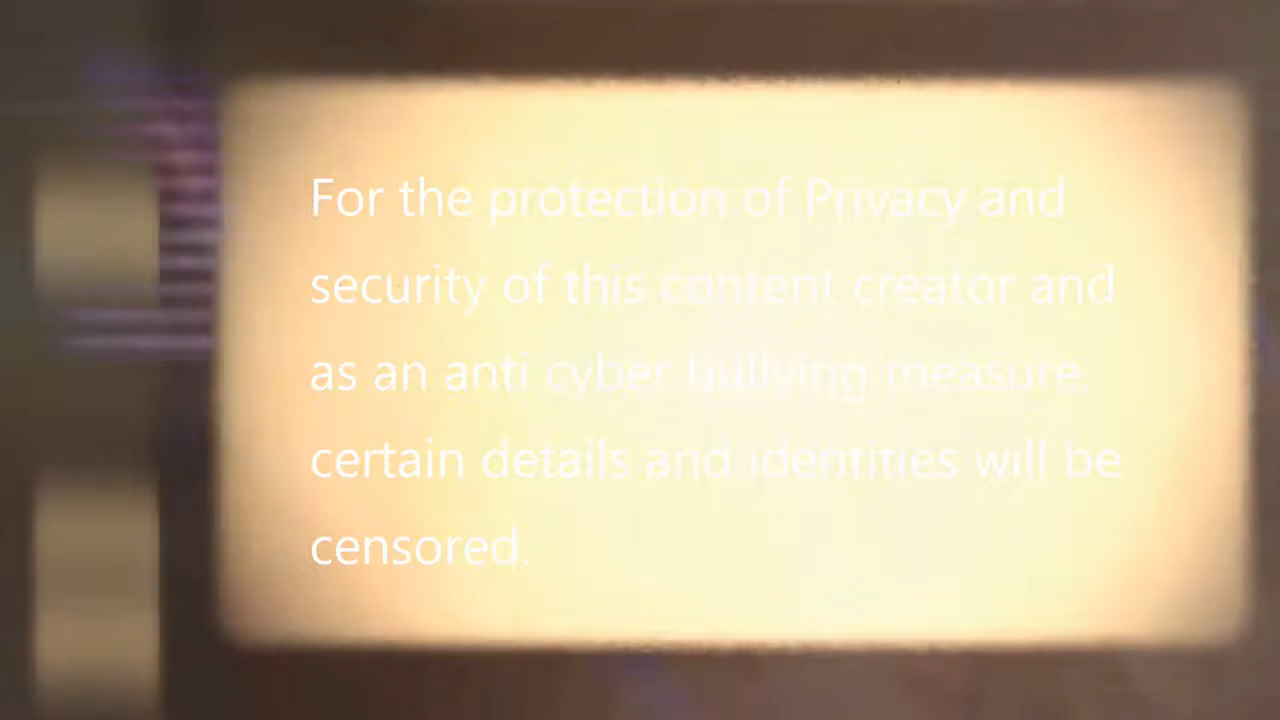 For the protection of Privacy and
security of this content creator and
as an anti cyber bullying measure,
certain details and identities will be
censored.